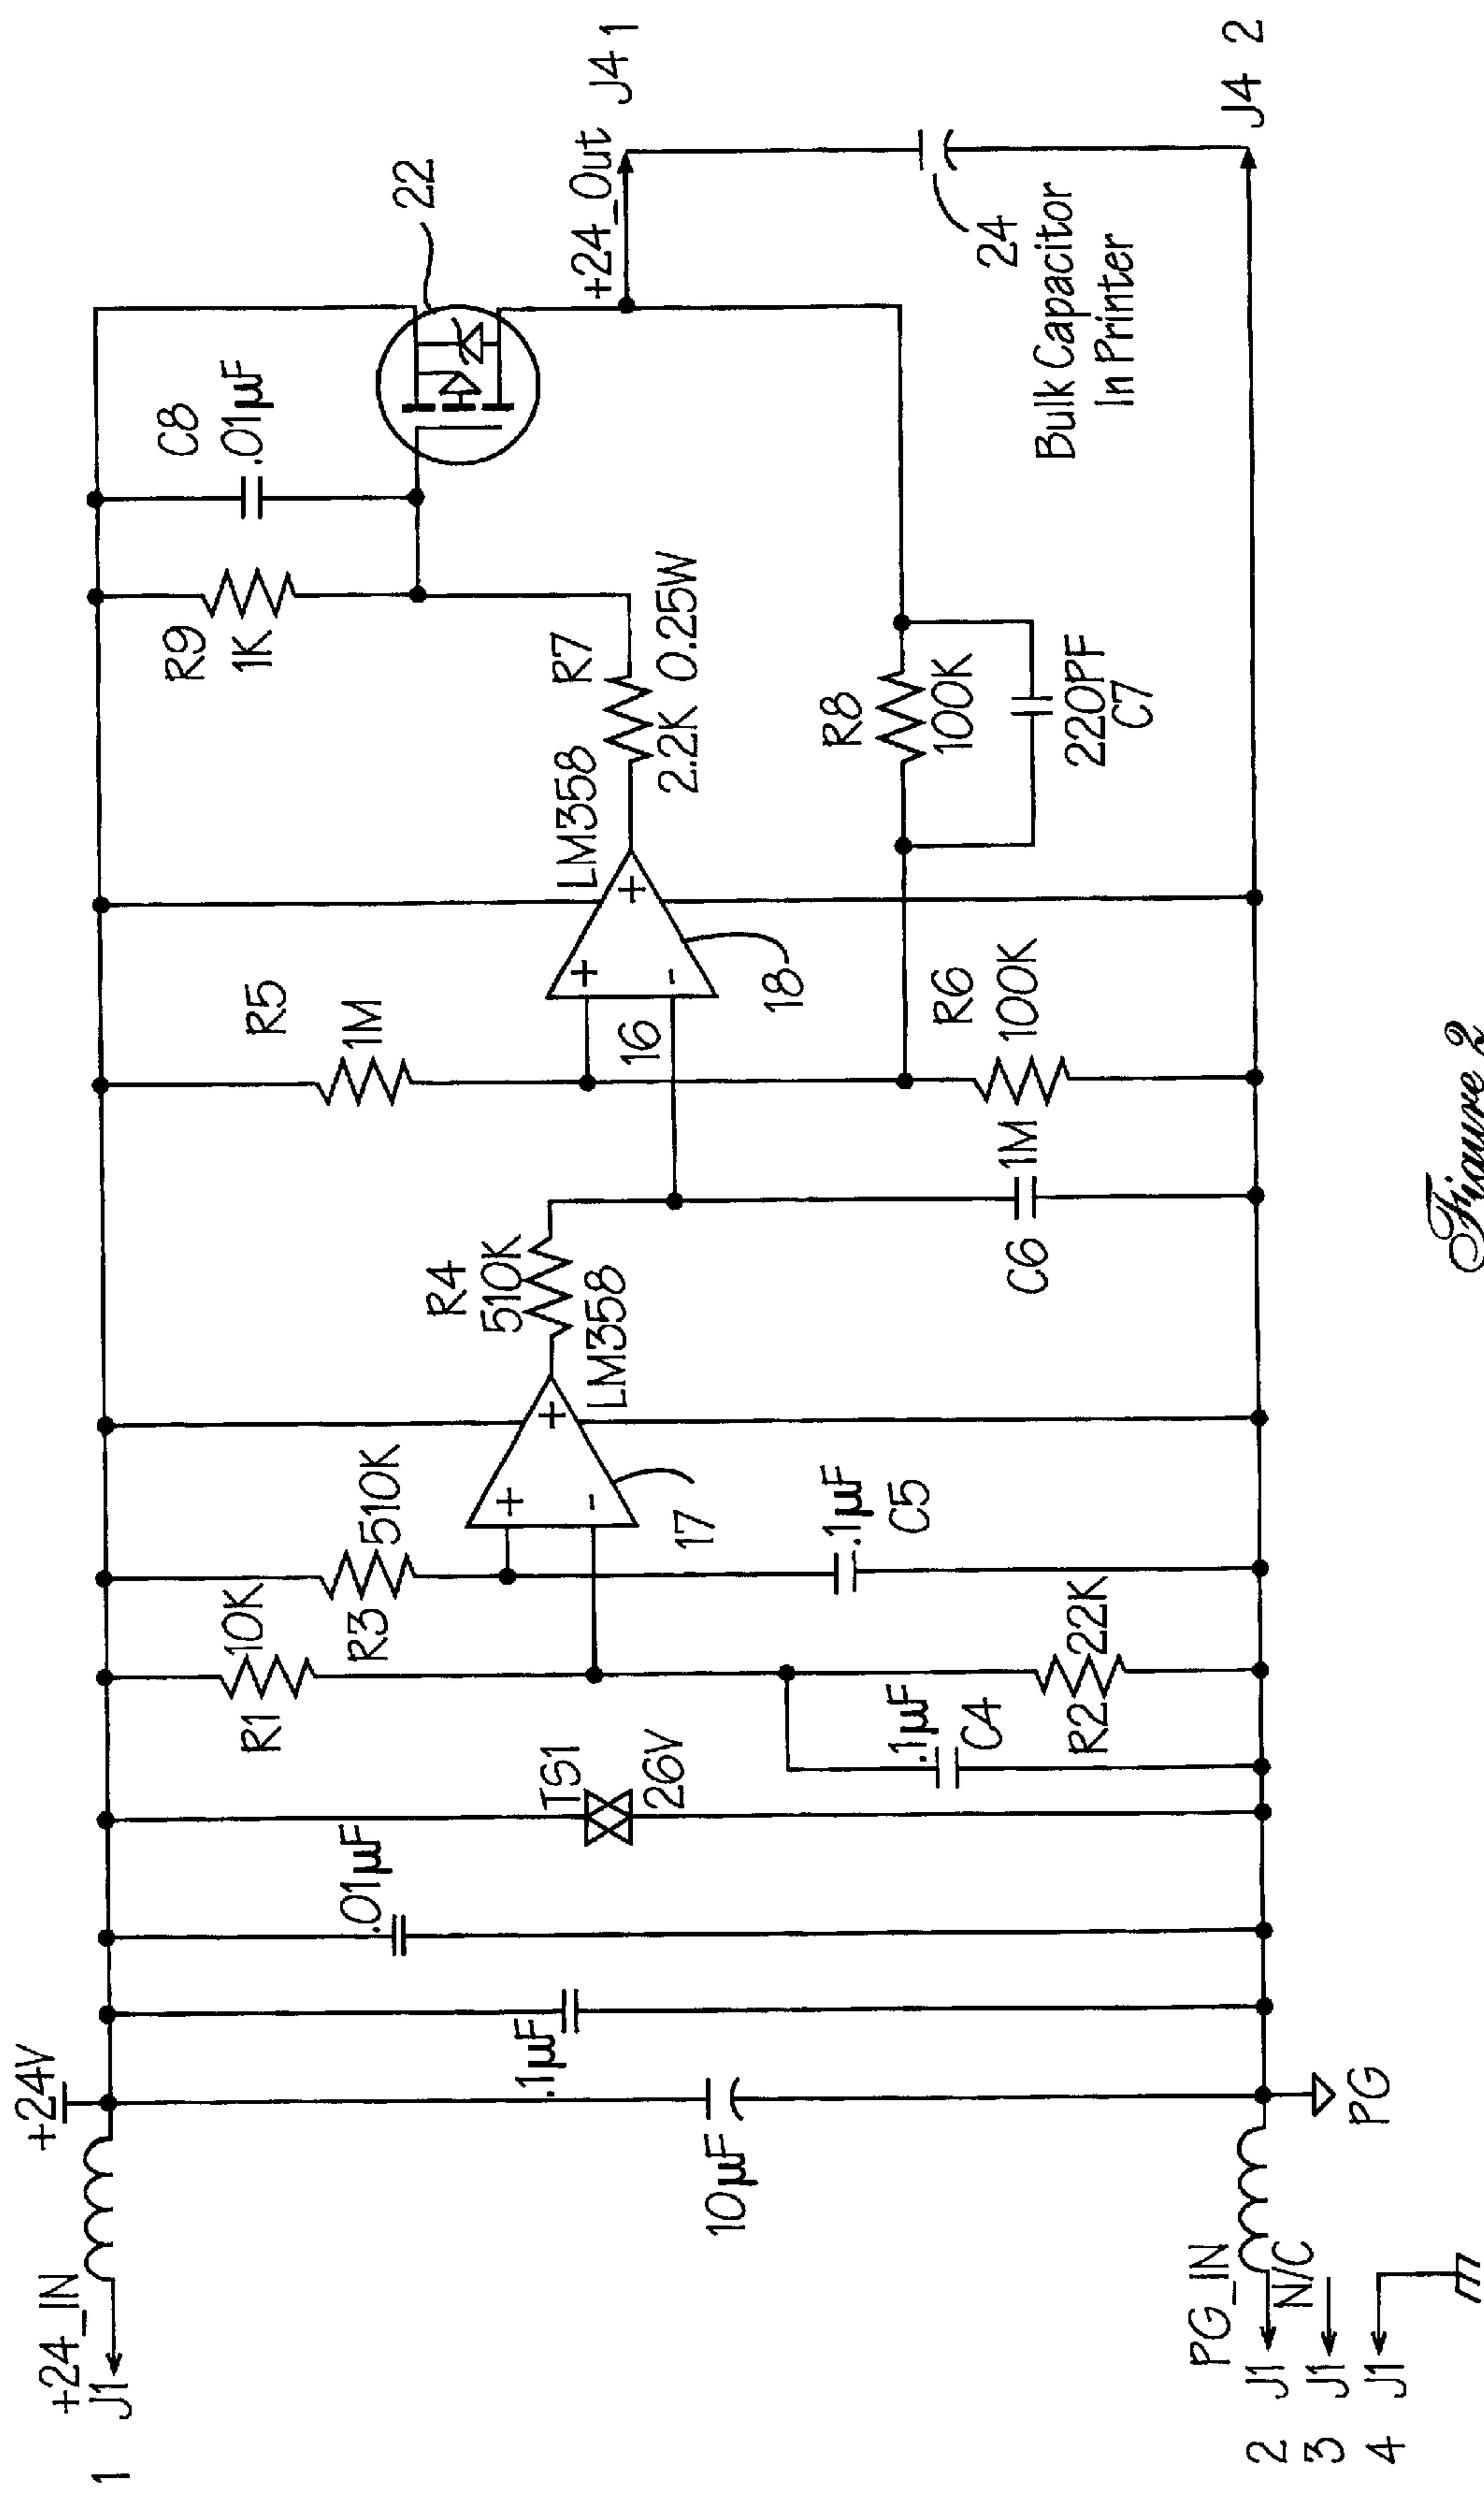 +24_IN
J1
1
+24V
10µF
.1µF
.01µF
TS1
26V
R1
10K
R3
510K
.1µF
C4
R2
22K
.1µF
C5
17
LM358
R4
510K
C6
1M
R5
1M
16
18
LM358
R6
100K
R7
2.2K 0.25W
R8
100K
220PF
C7
R9
1K
C8
.01µF
22
+24_Out
J4 1
24
Bulk Capacitor
In Printer
J4 2
PG_IN
2 J1
N/C
3 J1
4 J1
PG
Figure 2